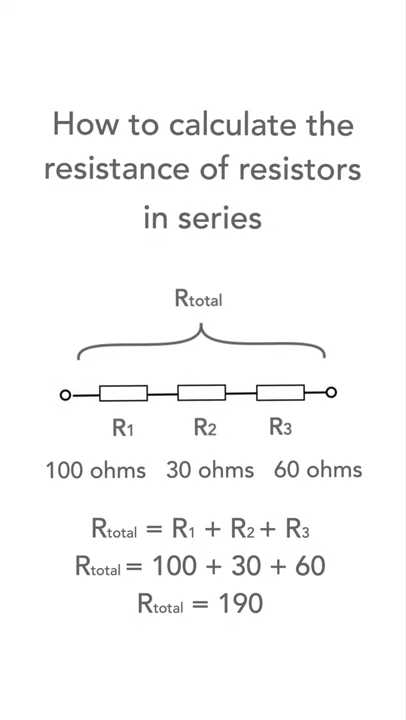 How to calculate the
resistance of resistors
in series
Rtotal
R1 R2 R3
100 ohms 30 ohms 60 ohms
Rtotal = R1 + R2 + R3
Rtotal = 100 + 30 + 60
Rtotal = 190